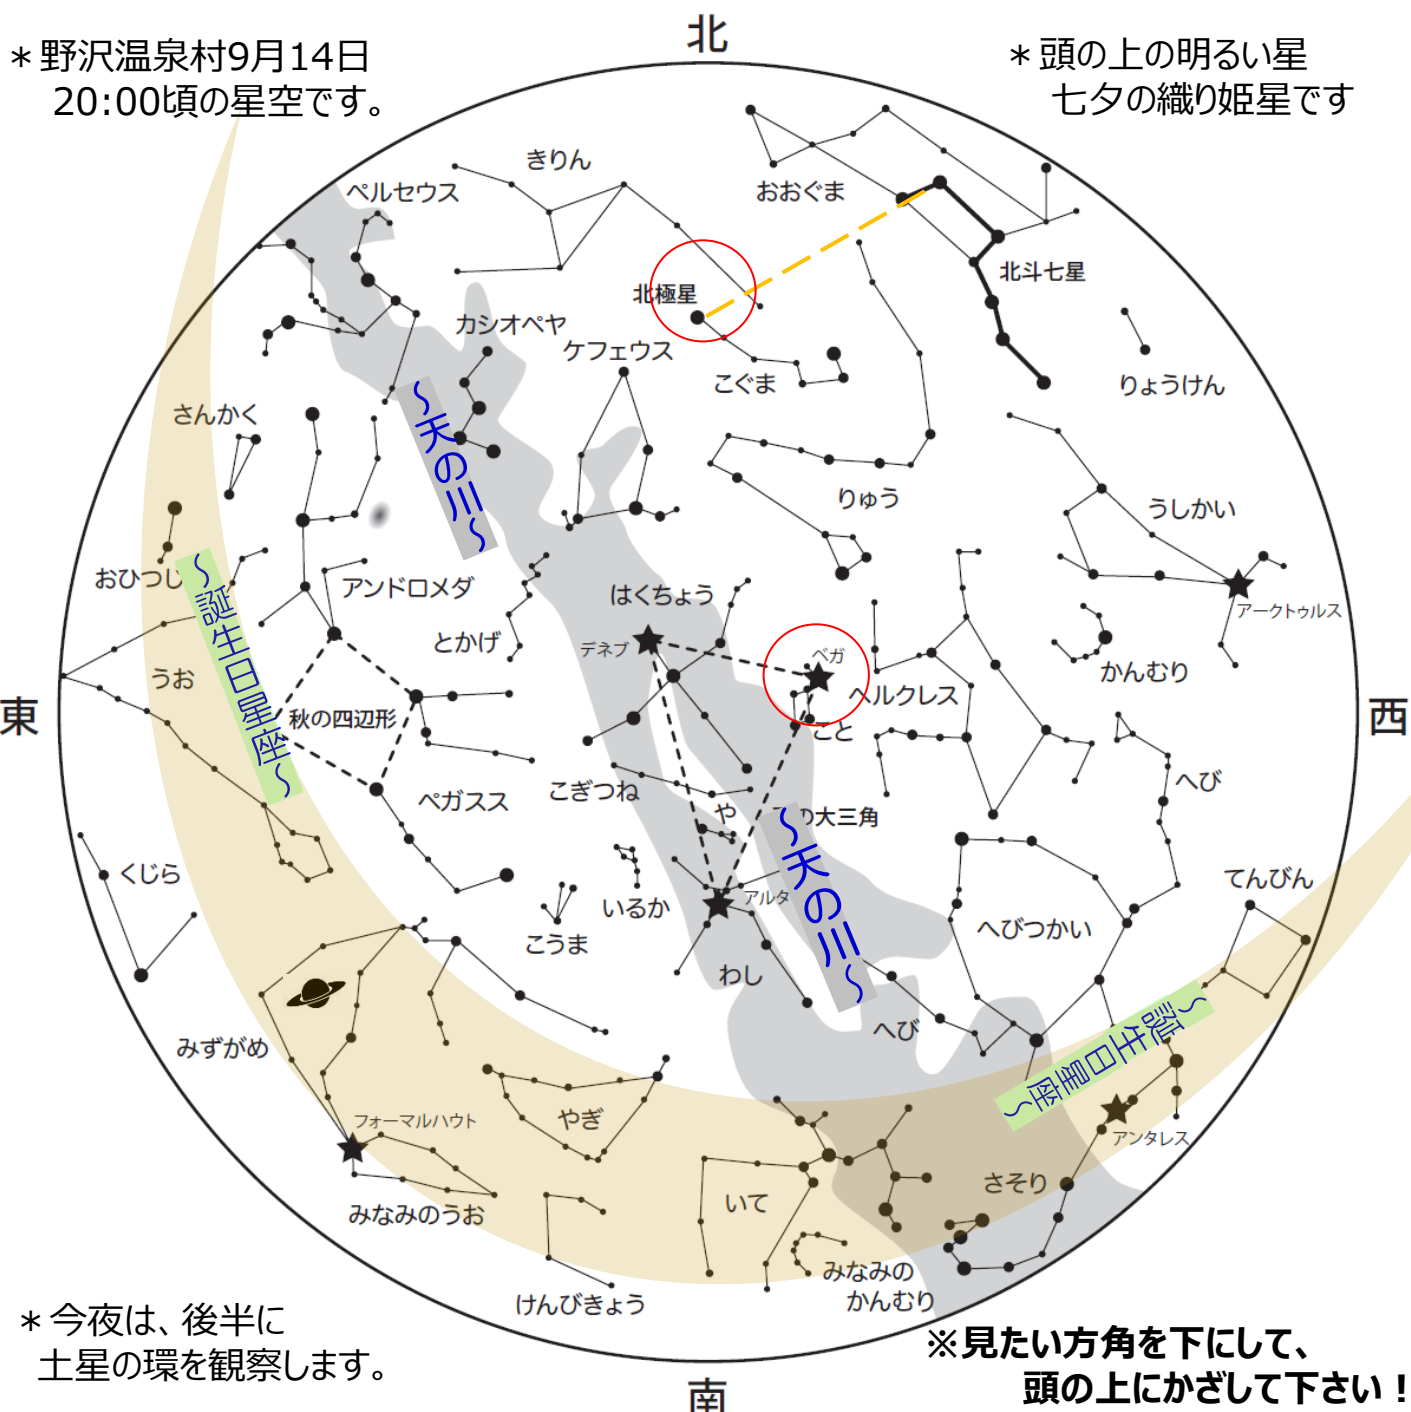 北
＊野沢温泉村9月14日
20:00頃の星空です。
＊頭の上の明るい星
七夕の織り姫星です
きりん
ペルセウス
おおぐま
北斗七星
北極星
カシオペヤ
ケフェウス
こぐま
りょうけん
さんかく
～天の川～
りゅう
うしかい
おひつじ
アンドロメダ
はくちょう
アークトゥルス
とかげ
デネブ
ベガ
かんむり
うお
～誕生日星座～
ヘルクレス
東
秋の四辺形
こと
西
こぎつね
ペガスス
や
の大三角
へび
くじら
～天の川～
てんびん
いるか
アルタ
こうま
へびつかい
わし
へび
～誕生日星座～
みずがめ
フォーマルハウト
やぎ
アンタレス
みなみのうお
いて
さそり
みなみの
かんむり
けんびきょう
＊今夜は、後半に
土星の環を観察します。
※見たい方角を下にして、
頭の上にかざして下さい！
南